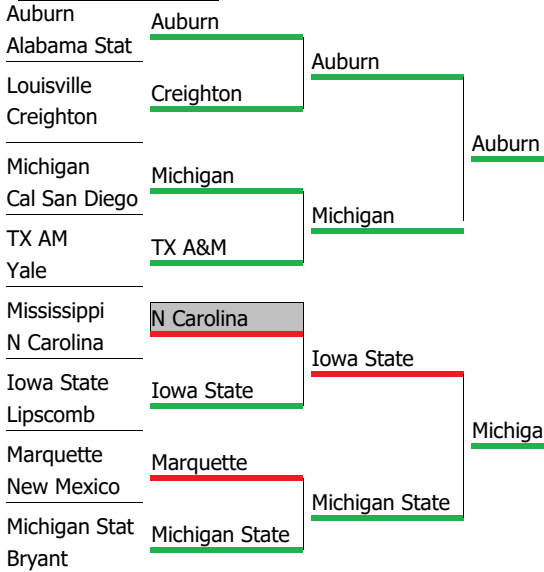 Auburn
Alabama Stat
Louisville
Creighton
Michigan
Cal San Diego
TX AM
Yale
Mississippi
N Carolina
Iowa State
Lipscomb
Marquette
New Mexico
Michigan Stat
Bryant
Auburn
Creighton
Michigan
TX A&M
N Carolina
Iowa State
Marquette
Michigan State
Auburn
Michigan
Iowa State
Michigan State
Auburn
Michiga